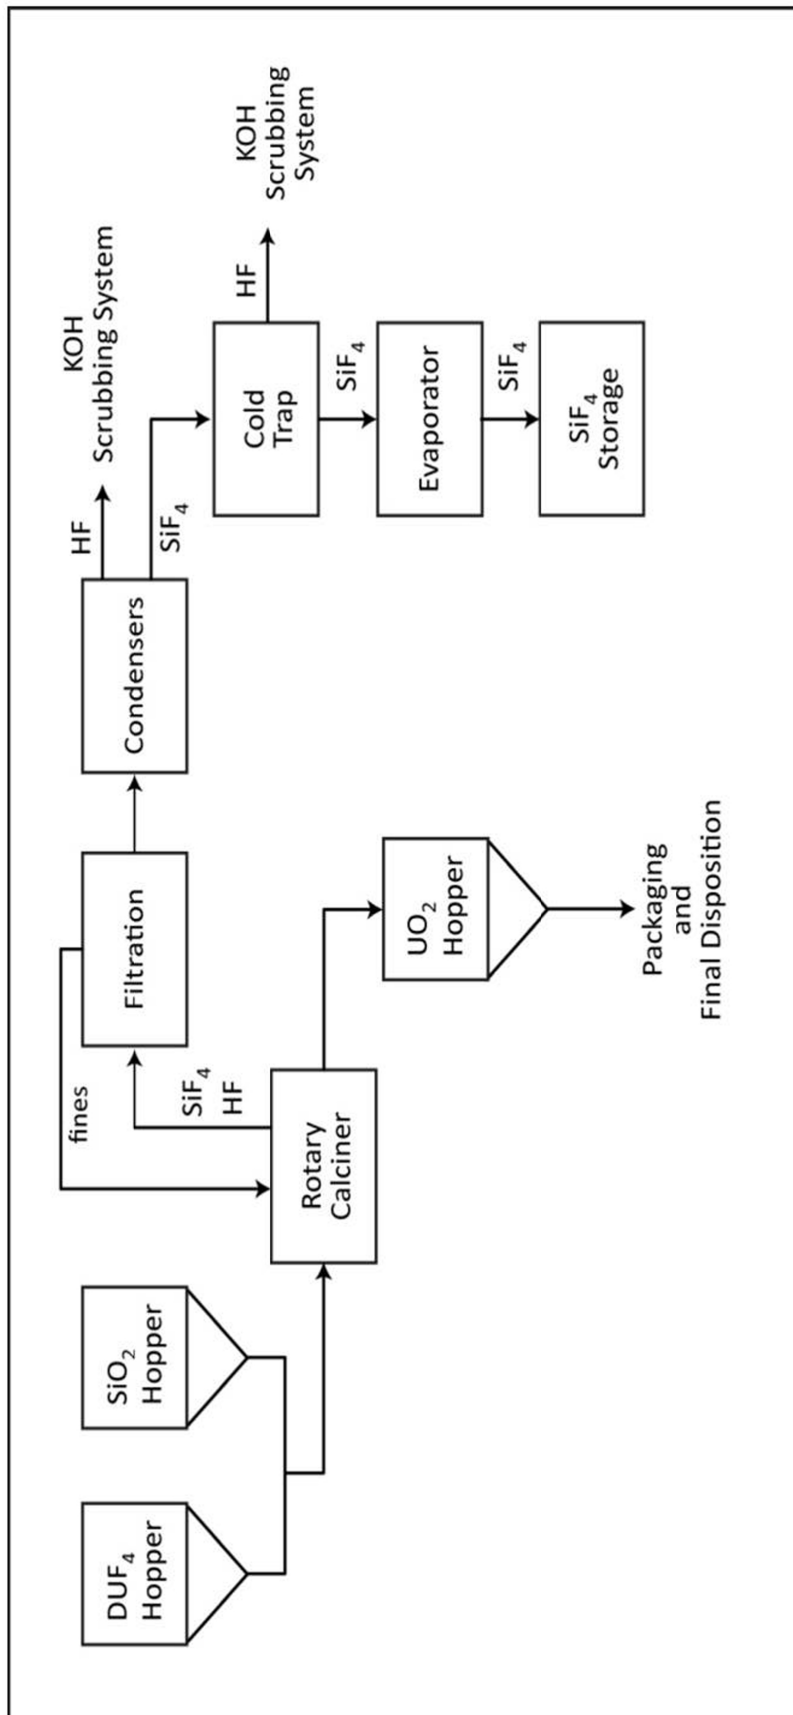 DUF₄
Hopper
SiO₂
Hopper
Rotary
Calciner
fines
SiF₄
HF
Filtration
UO₂
Hopper
Packaging
and
Final Disposition
Condensers
HF
KOH
Scrubbing System
SiF₄
Cold
Trap
HF
KOH
Scrubbing
System
SiF₄
Evaporator
SiF₄
SiF₄
Storage